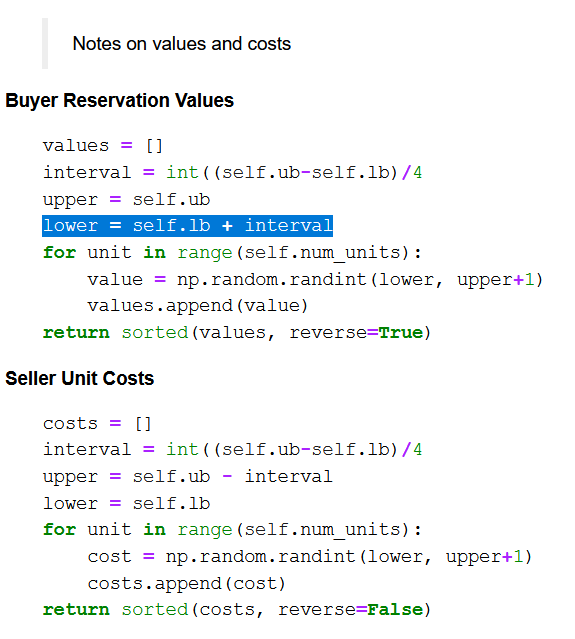 Notes on values and costs
Buyer Reservation Values
values = []
interval = int((self.ub-self.lb)/4
upper = self.ub
lower = self.lb + interval
for unit in range(self.num_units):
    value = np.random.randint(lower, upper+1)
    values.append(value)
return sorted(values, reverse=True)
Seller Unit Costs
costs = []
interval = int((self.ub-self.lb)/4
upper = self.ub - interval
lower = self.lb
for unit in range(self.num_units):
    cost = np.random.randint(lower, upper+1)
    costs.append(cost)
return sorted(costs, reverse=False)